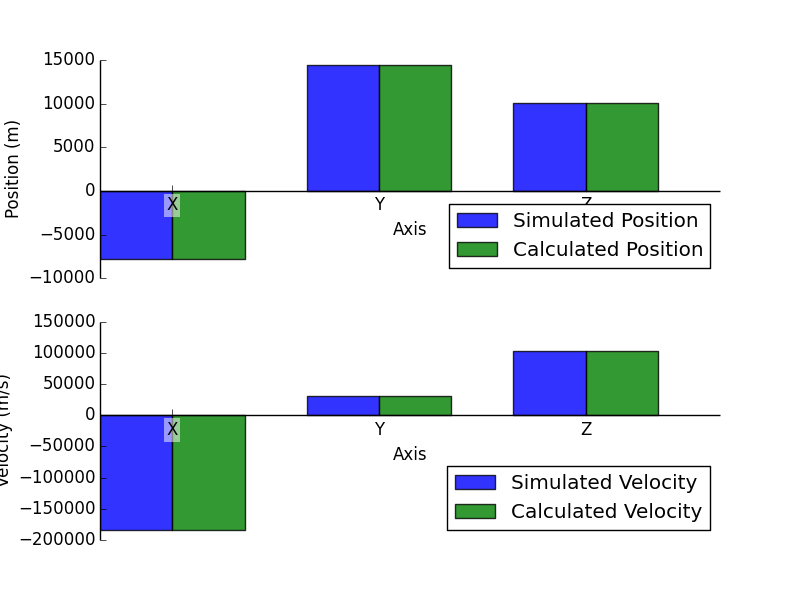 15000
10000
5000
0
−5000
−10000
Position (m)
X
Y
Z
Axis
Simulated Position
Calculated Position
150000
100000
50000
0
−50000
−100000
−150000
−200000
Velocity (m/s)
X
Y
Z
Axis
Simulated Velocity
Calculated Velocity